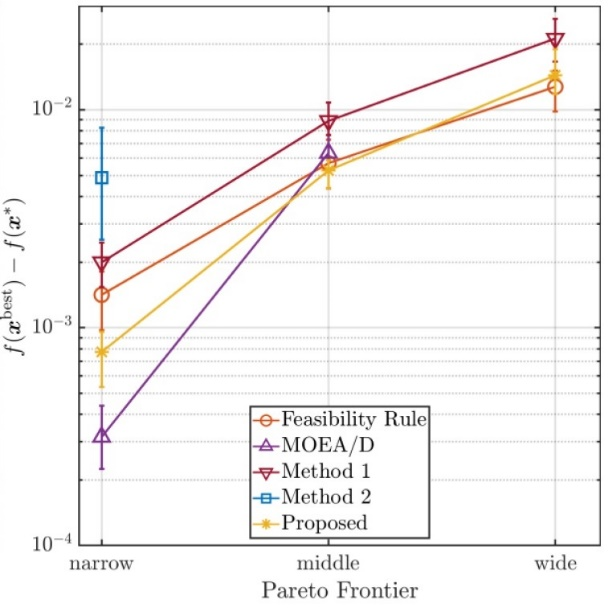 10⁻²
10⁻³
10⁻⁴
f(x^best) − f(x*)
Feasibility Rule
MOEA/D
Method 1
Method 2
Proposed
narrow middle wide
Pareto Frontier